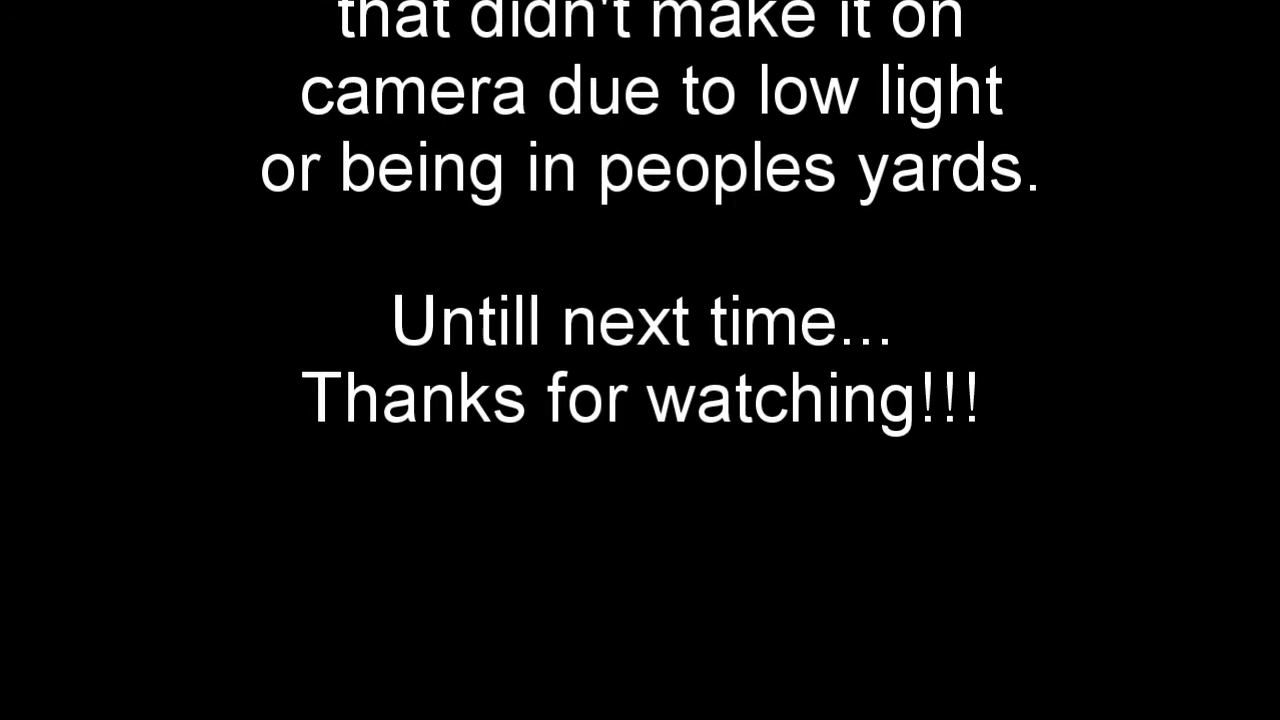 that didn't make it on
camera due to low light
or being in peoples yards.
Untill next time...
Thanks for watching!!!